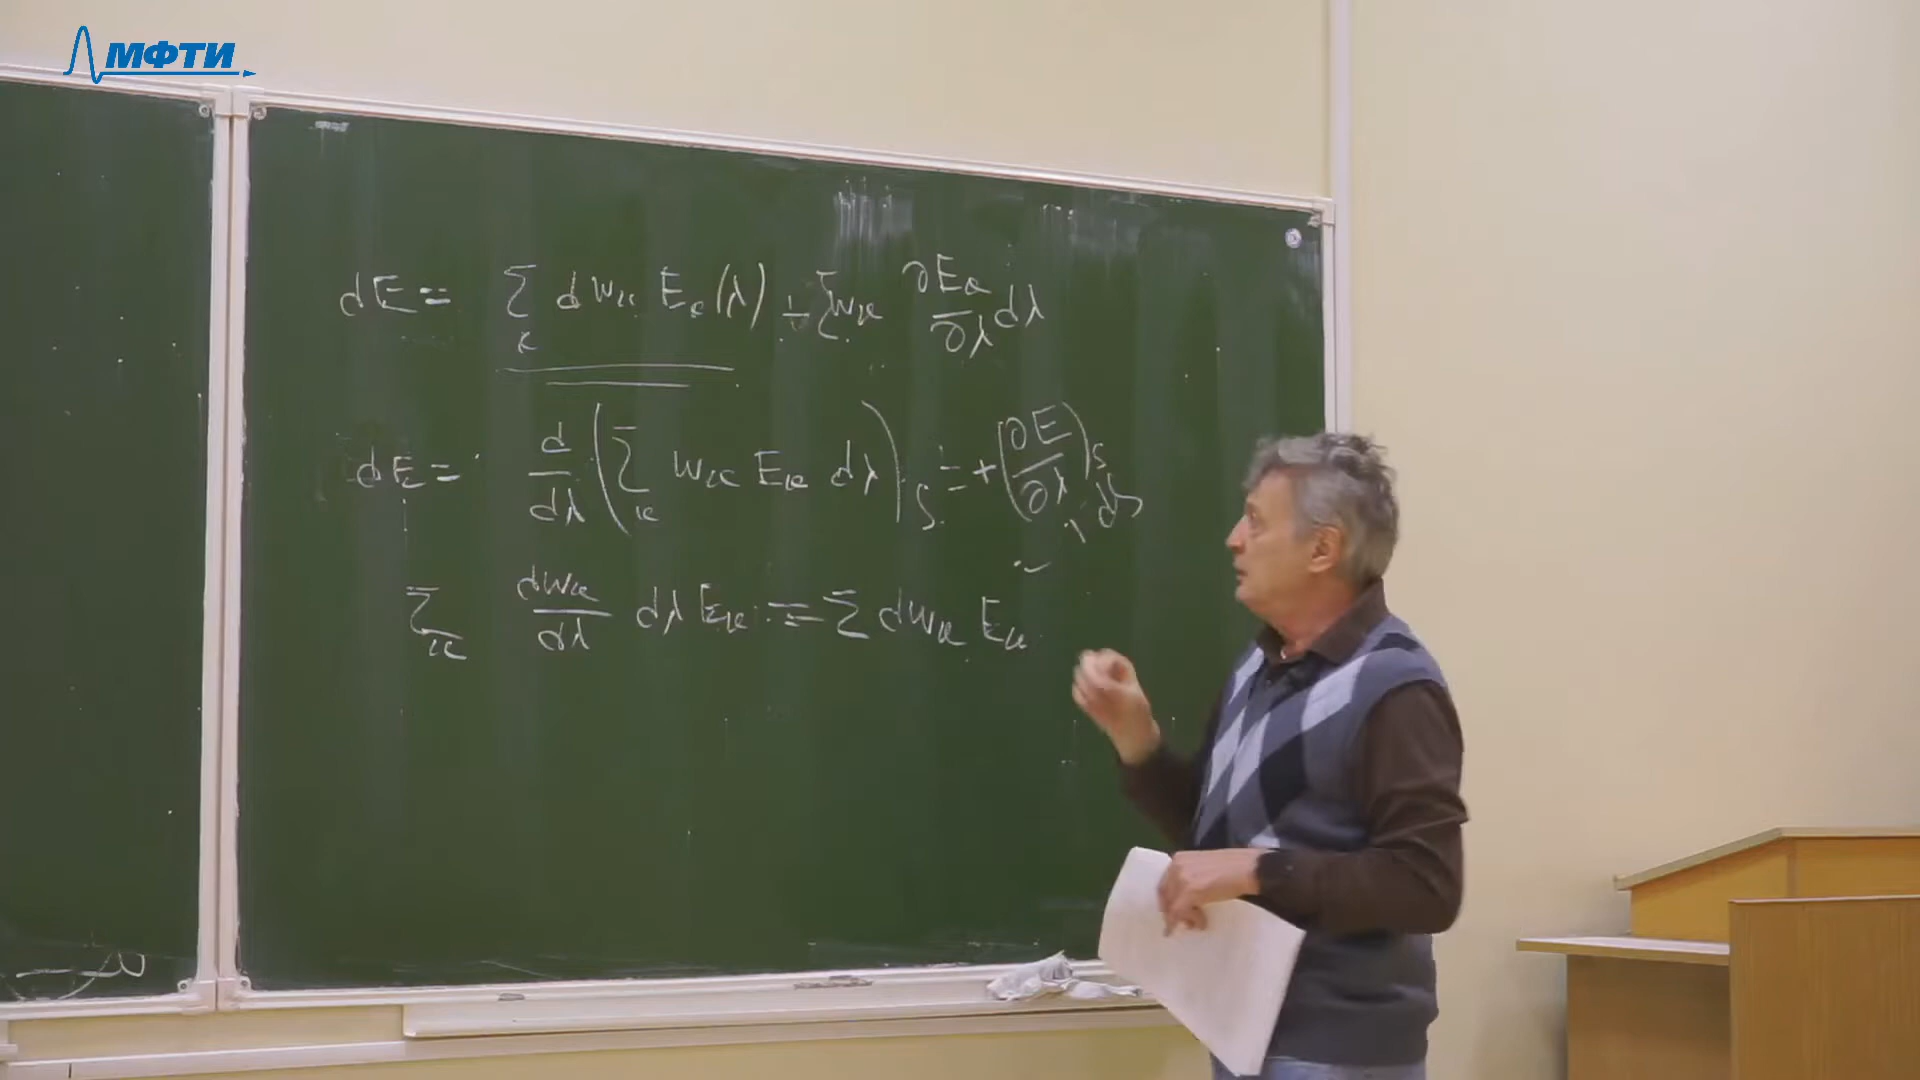 МФТИ
dE = Σ_k dw_k E_k(λ) + Σ w_k ∂E_k/∂λ dλ
dE = d/dλ (Σ_k w_k E_k dλ)_S = + (∂E/∂λ)_S
Σ_k dw_k/dλ dλ E_k = Σ dw_k E_k